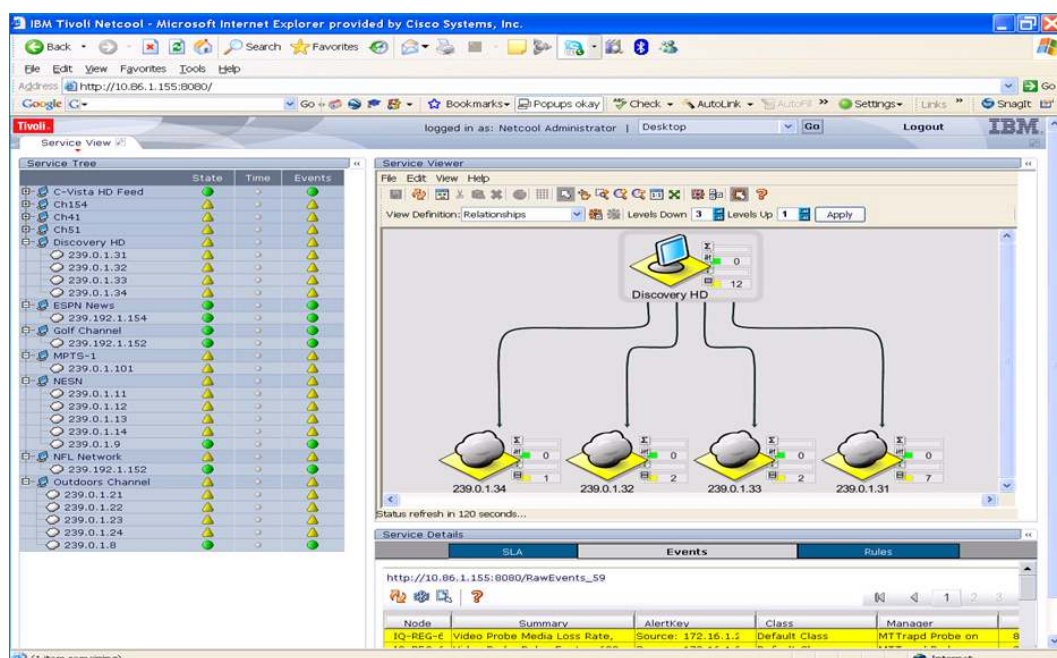 IBM Tivoli Netcool - Microsoft Internet Explorer provided by Cisco Systems, Inc.
Back Search Favorites
File Edit View Favorites Tools Help
Address http://10.86.1.155:8080/ Go
Google Go Bookmarks Popups okay Check AutoLink AutoFill Settings Links SnagIt
Tivoli. logged in as: Netcool Administrator | Desktop Go Logout IBM
Service View
Service Tree
State Time Events
C-Vista HD Feed
Ch154
Ch41
Ch51
Discovery HD
239.0.1.31
239.0.1.32
239.0.1.33
239.0.1.34
ESPN News
239.192.1.154
Golf Channel
239.192.1.152
MPTS-1
239.0.1.101
NESN
239.0.1.11
239.0.1.12
239.0.1.13
239.0.1.14
239.0.1.9
NFL Network
239.192.1.152
Outdoors Channel
239.0.1.21
239.0.1.22
239.0.1.23
239.0.1.24
239.0.1.8
Service Viewer
File Edit View Help
View Definition: Relationships Levels Down 3 Levels Up 1 Apply
0
12
Discovery HD
0 0 0 0
1 2 2 7
239.0.1.34 239.0.1.32 239.0.1.33 239.0.1.31
Status refresh in 120 seconds...
Service Details
SLA Events Rules
http://10.86.1.155:8080/RawEvents_59
1 2 3
Node Summary AlertKey Class Manager
IQ-REG-6 Video Probe Media Loss Rate, Source: 172.16.1.2 Default Class MTTrapd Probe on 8
Internet